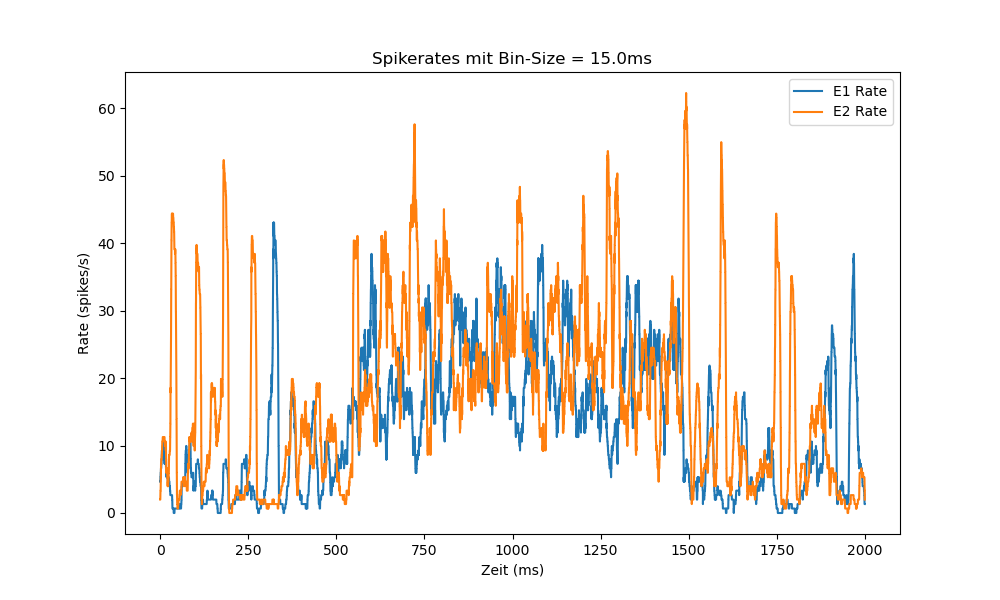 Spikerates mit Bin-Size = 15.0ms
E1 Rate
E2 Rate
Rate (spikes/s)
60
50
40
30
20
10
0
0 250 500 750 1000 1250 1500 1750 2000
Zeit (ms)